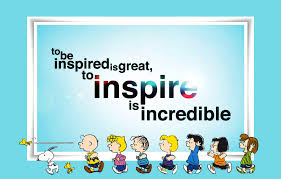 to
be
inspired is great,
to inspire
is
incredible